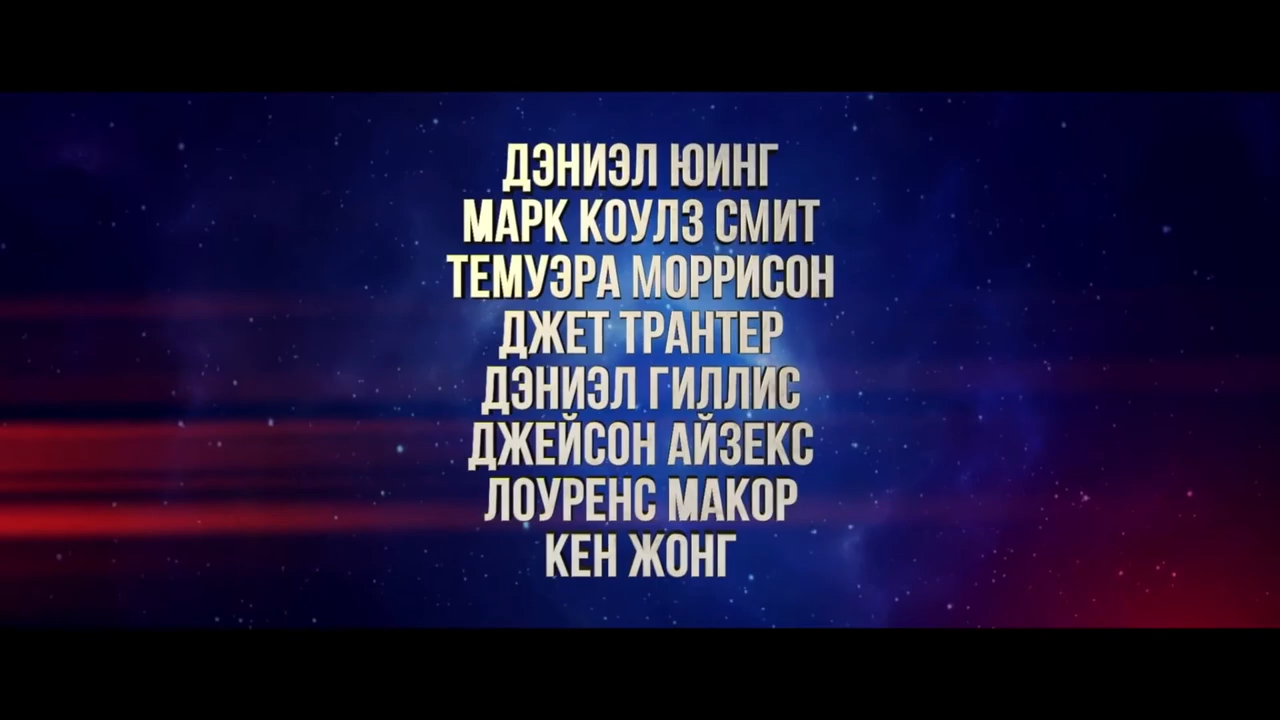 ДЭНИЭЛ ЮИНГ
МАРК КОУЛЗ СМИТ
ТЕМУЭРА МОРРИСОН
ДЖЕТ ТРАНТЕР
ДЭНИЭЛ ГИЛЛИС
ДЖЕЙСОН АЙЗЕКС
ЛОУРЕНС МАКОР
КЕН ЖОНГ